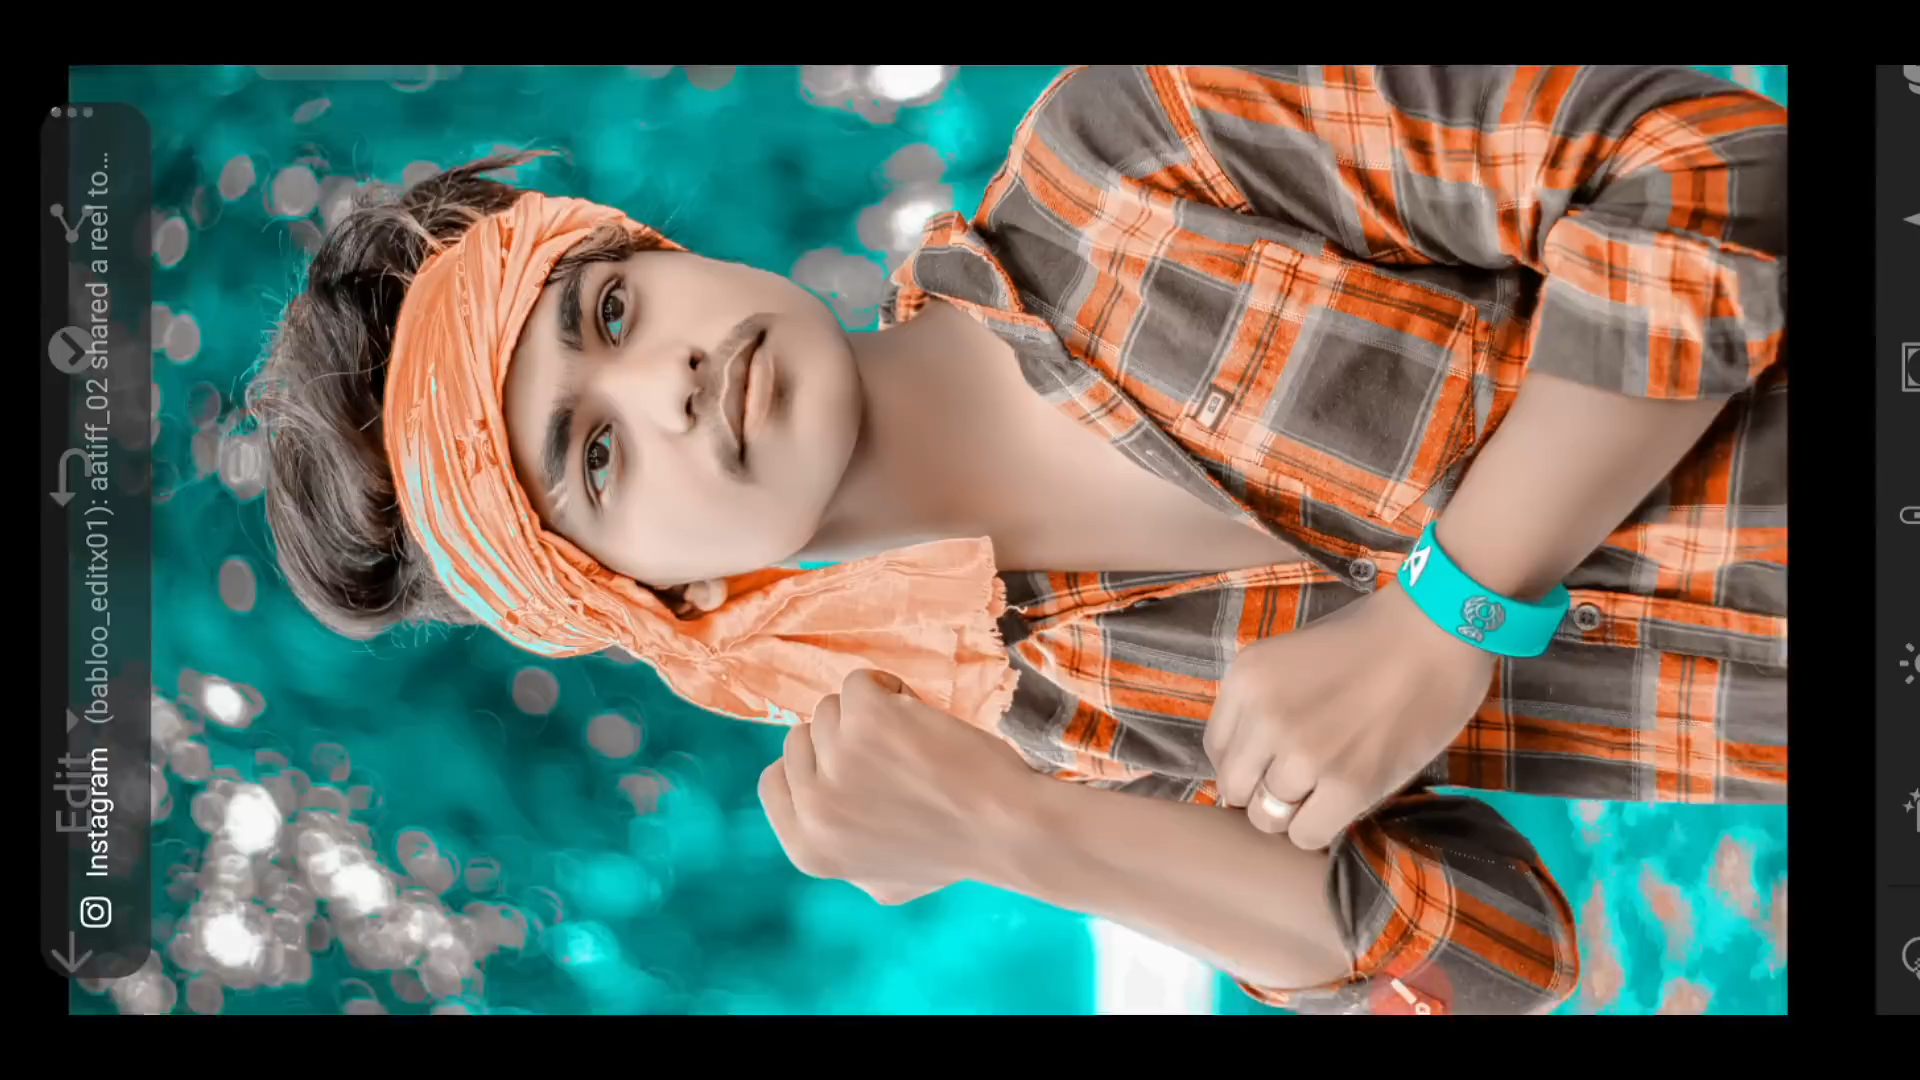 Edit
Instagram (babloo_editx01): aatiff_02 shared a reel to...